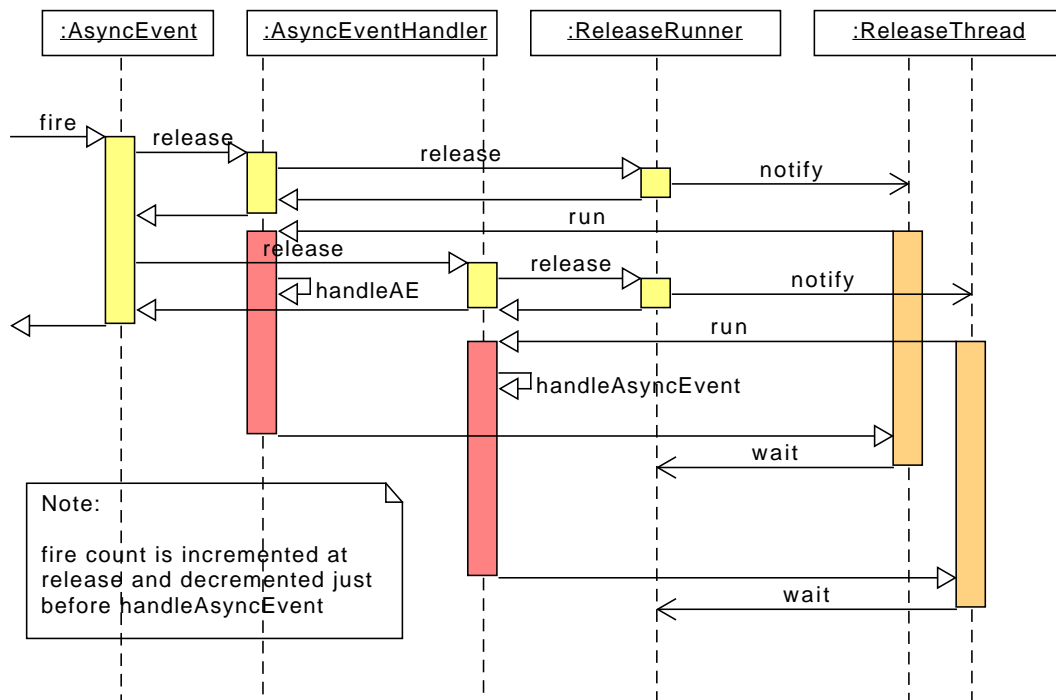 :AsyncEvent
:AsyncEventHandler
:ReleaseRunner
:ReleaseThread
fire
release
release
notify
run
release
release
handleAE
notify
run
handleAsyncEvent
wait
Note:
fire count is incremented at
release and decremented just
before handleAsyncEvent
wait